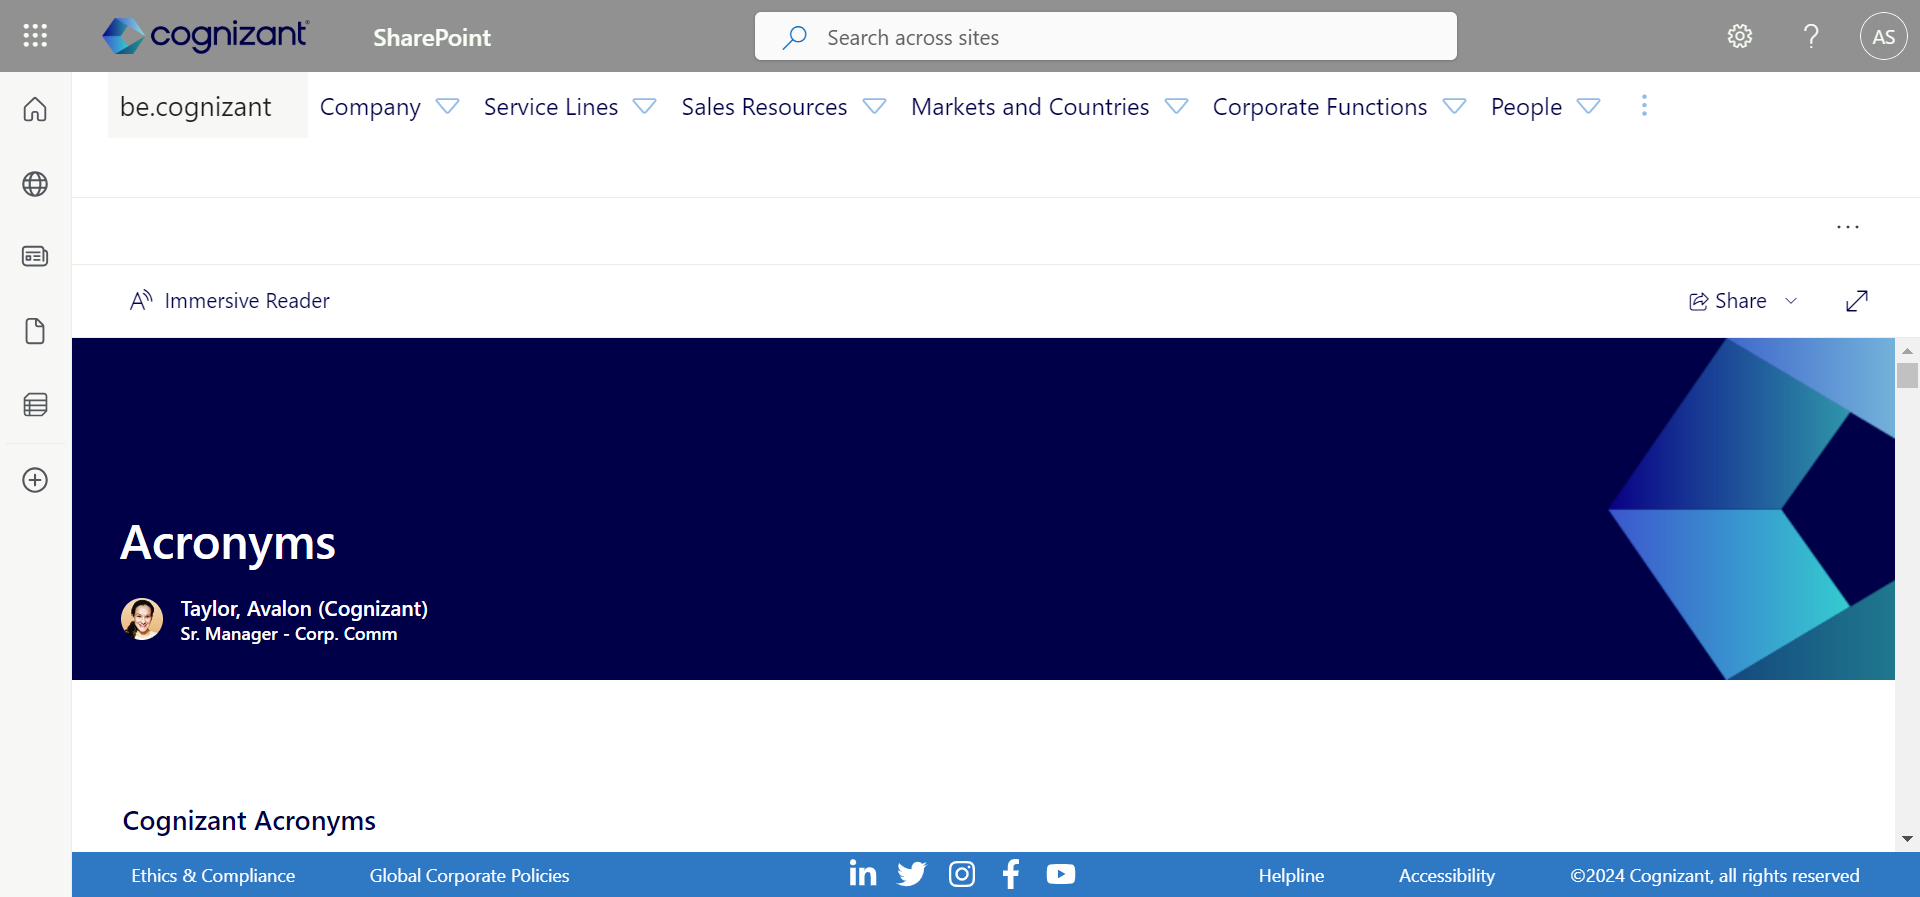 cognizant
SharePoint
Search across sites
AS
be.cognizant
Company
Service Lines
Sales Resources
Markets and Countries
Corporate Functions
People
Immersive Reader
Share
Acronyms
Taylor, Avalon (Cognizant)
Sr. Manager - Corp. Comm
Cognizant Acronyms
Ethics & Compliance
Global Corporate Policies
Helpline
Accessibility
©2024 Cognizant, all rights reserved